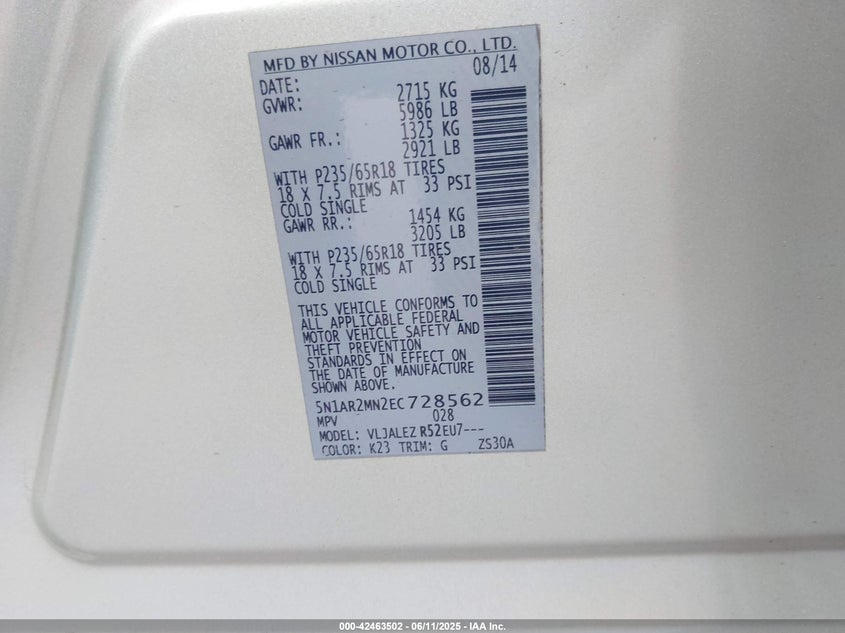 MFD BY NISSAN MOTOR CO., LTD.
DATE: 08/14
GVWR: 2715 KG
5986 LB
GAWR FR.: 1325 KG
2921 LB
WITH P235/65R18 TIRES
18 X 7.5 RIMS AT 33 PSI
COLD SINGLE
GAWR RR.: 1454 KG
3205 LB
WITH P235/65R18 TIRES
18 X 7.5 RIMS AT 33 PSI
COLD SINGLE
THIS VEHICLE CONFORMS TO
ALL APPLICABLE FEDERAL
MOTOR VEHICLE SAFETY AND
THEFT PREVENTION
STANDARDS IN EFFECT ON
THE DATE OF MANUFACTURE
SHOWN ABOVE.
5N1AR2MN2EC728562
MPV 028
MODEL: VLJALEZ R52EU7---
COLOR: K23 TRIM: G ZS30A
000-42463502 - 06/11/2025 - IAA Inc.